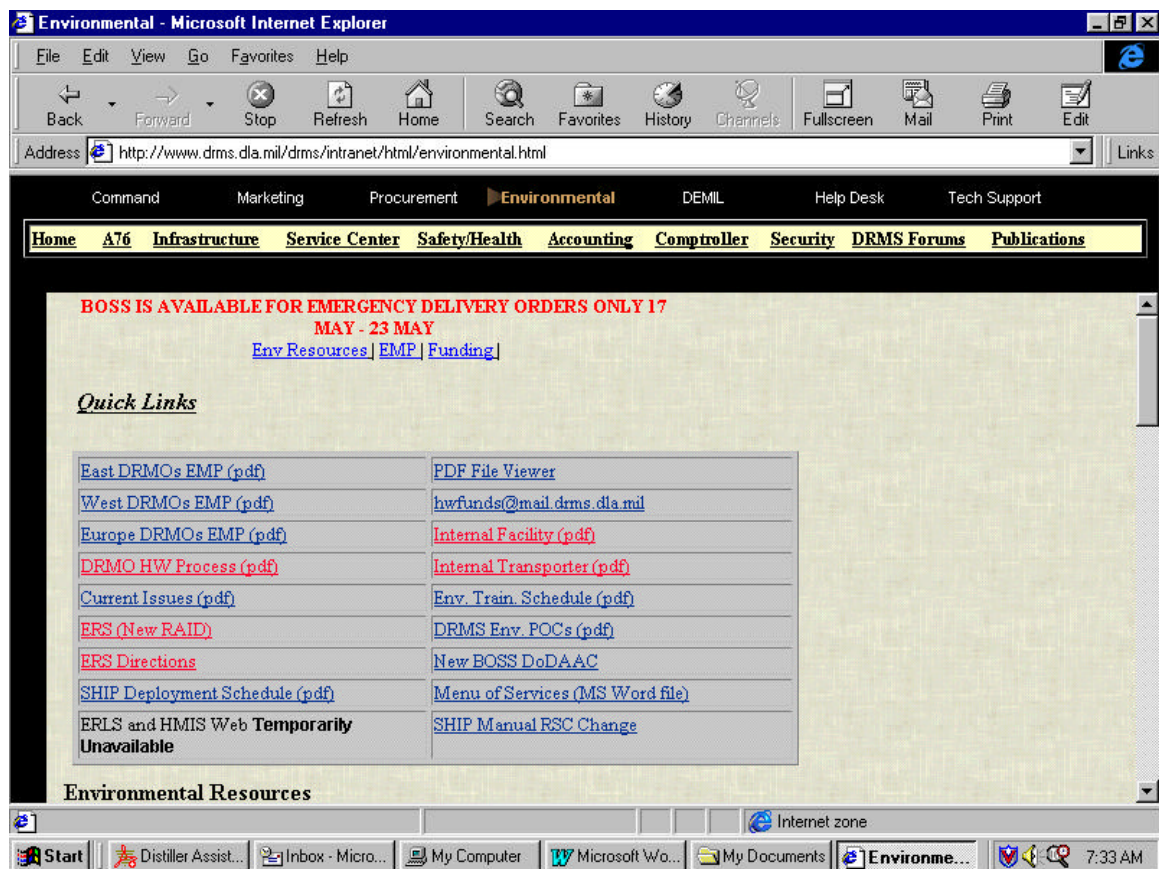 Environmental - Microsoft Internet Explorer
File Edit View Go Favorites Help
Back Forward Stop Refresh Home Search Favorites History Channels Fullscreen Mail Print Edit
Address http://www.drms.dla.mil/drms/intranet/html/environmental.html Links
Command Marketing Procurement Environmental DEMIL Help Desk Tech Support
Home A76 Infrastructure Service Center Safety/Health Accounting Comptroller Security DRMS Forums Publications
BOSS IS AVAILABLE FOR EMERGENCY DELIVERY ORDERS ONLY 17
MAY - 23 MAY
Env Resources | EMP | Funding |
Quick Links
East DRMOs EMP (pdf) PDF File Viewer
West DRMOs EMP (pdf) hwfunds@mail.drms.dla.mil
Europe DRMOs EMP (pdf) Internal Facility (pdf)
DRMO HW Process (pdf) Internal Transporter (pdf)
Current Issues (pdf) Env. Train. Schedule (pdf)
ERS (New RAID) DRMS Env. POCs (pdf)
ERS Directions New BOSS DoDAAC
SHIP Deployment Schedule (pdf) Menu of Services (MS Word file)
ERLS and HMIS Web Temporarily SHIP Manual RSC Change
Unavailable
Environmental Resources
Internet zone
Start Distiller Assist... Inbox - Micro... My Computer Microsoft Wo... My Documents Environme... 7:33 AM